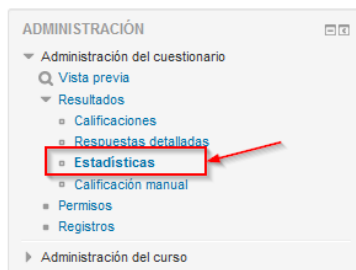 ADMINISTRACIÓN
Administración del cuestionario
Vista previa
Resultados
Calificaciones
Respuestas detalladas
Estadísticas
Calificación manual
Permisos
Registros
Administración del curso